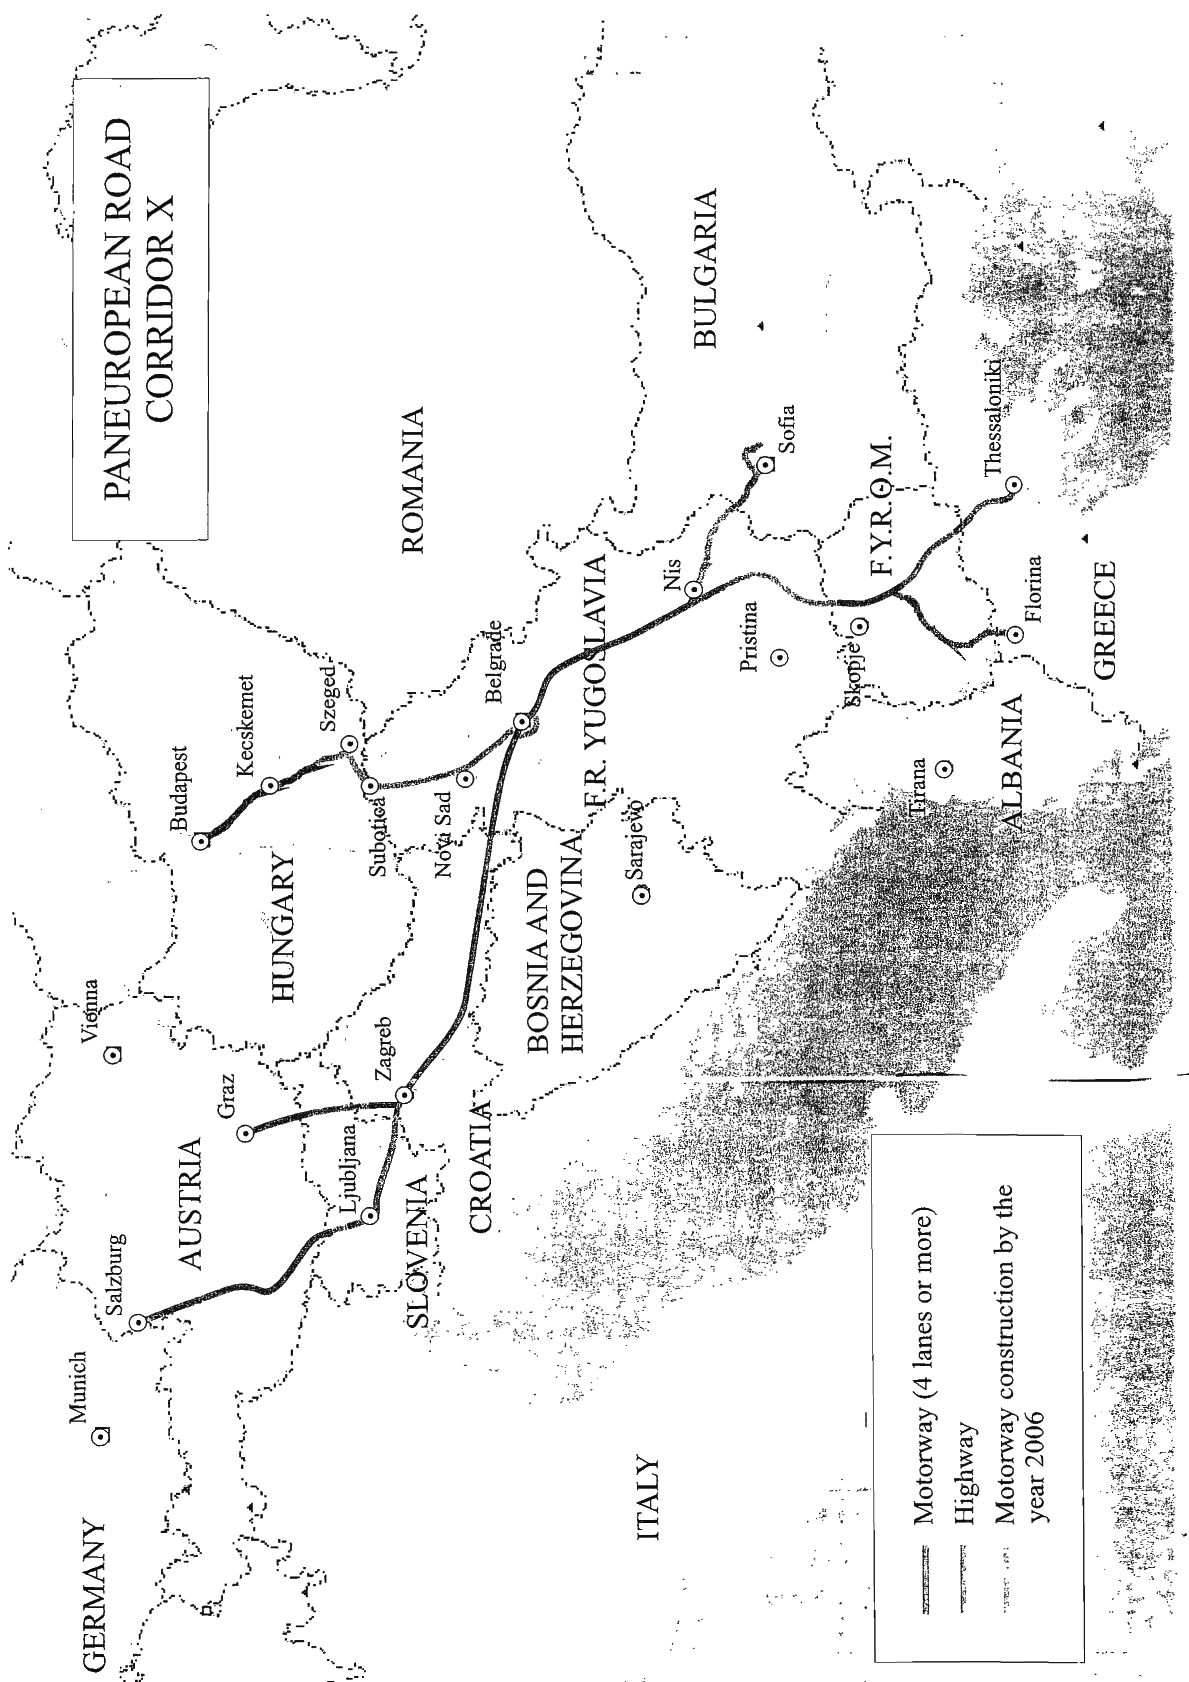 PANEUROPEAN ROAD
CORRIDOR X
GERMANY
Munich
Salzburg
AUSTRIA
Vienna
Graz
Ljubljana
SLOVENIA
Zagreb
CROATIA
HUNGARY
Budapest
Kecskemet
Szeged
Subotica
Novi Sad
Belgrade
ROMANIA
BOSNIA AND
HERZEGOVINA
Sarajevo
F.R. YUGOSLAVIA
Nis
Pristina
Sofia
BULGARIA
Skopje
F.Y.R.O.M.
Tirana
ALBANIA
Florina
Thessaloniki
GREECE
ITALY
Motorway (4 lanes or more)
Highway
Motorway construction by the
year 2006